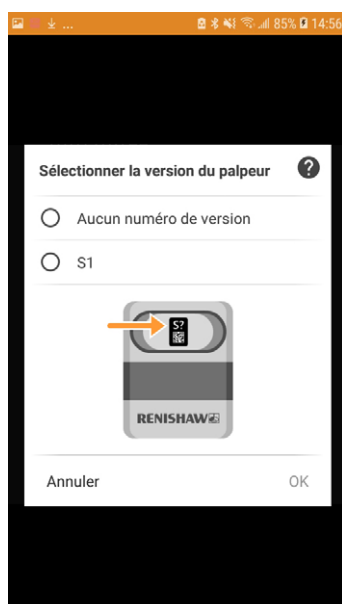 ... 85% 14:56
Sélectionner la version du palpeur ?
Aucun numéro de version
S1
S?
RENISHAW
Annuler OK